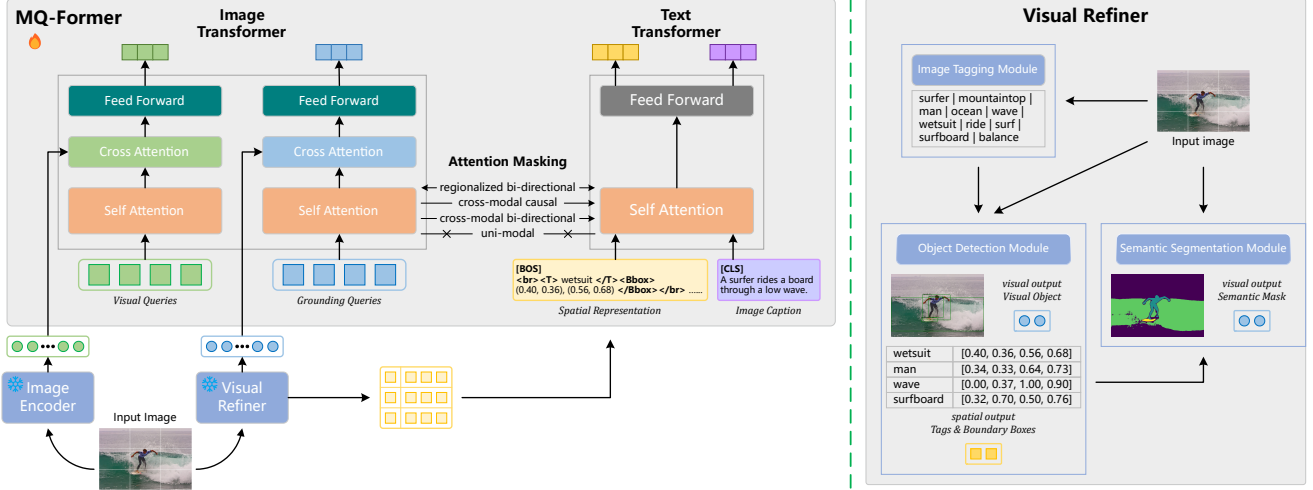 MQ-Former
Image
Transformer
Text
Transformer
Feed Forward
Feed Forward
Feed Forward
Cross Attention
Cross Attention
Attention Masking
Self Attention
Self Attention
Self Attention
regionalized bi-directional
cross-modal causal
cross-modal bi-directional
uni-modal
Visual Queries
Grounding Queries
[BOS]
<br><T> wetsuit </T><Bbox>
(0.40, 0.36), (0.56, 0.68) </Bbox></br> ......
Spatial Representation
[CLS]
A surfer rides a board
through a low wave.
Image Caption
Image
Encoder
Visual
Refiner
Input Image
Visual Refiner
Image Tagging Module
surfer | mountaintop |
man | ocean | wave |
wetsuit | ride | surf |
surfboard | balance
Input image
Object Detection Module
visual output
Visual Object
wetsuit [0.40, 0.36, 0.56, 0.68]
man [0.34, 0.33, 0.64, 0.73]
wave [0.00, 0.37, 1.00, 0.90]
surfboard [0.32, 0.70, 0.50, 0.76]
spatial output
Tags & Boundary Boxes
Semantic Segmentation Module
visual output
Semantic Mask